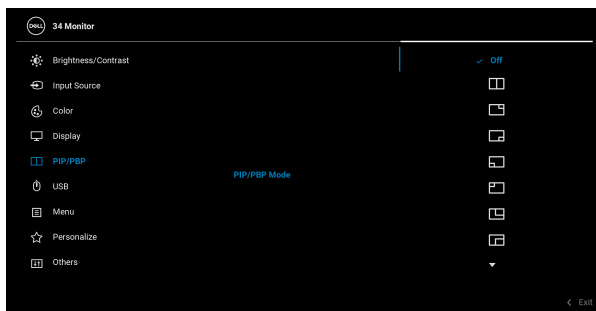 DELL 34 Monitor
Brightness/Contrast
Off
Input Source
Color
Display
PIP/PBP
PIP/PBP Mode
USB
Menu
Personalize
Others
Exit